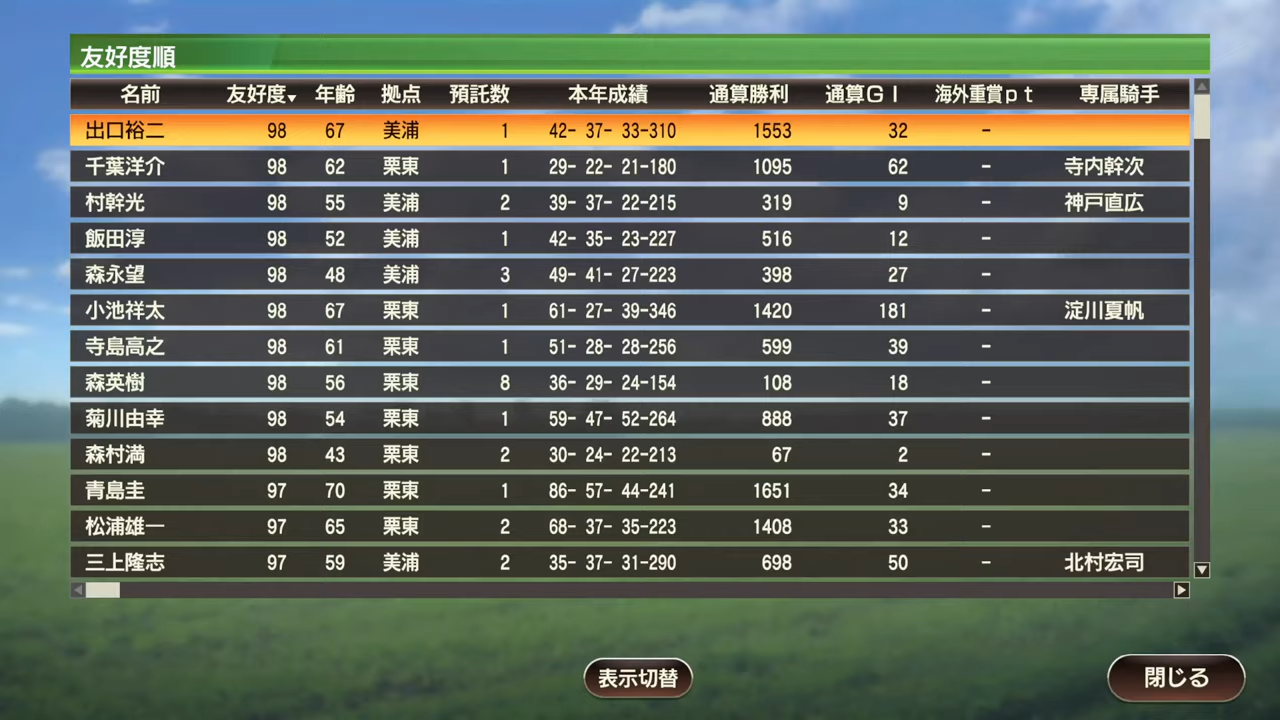 友好度順
名前 友好度▼ 年齢 拠点 預託数 本年成績 通算勝利 通算GⅠ 海外重賞pt 専属騎手
出口裕二 98 67 美浦 1 42- 37- 33-310 1553 32 -
千葉洋介 98 62 栗東 1 29- 22- 21-180 1095 62 - 寺内幹次
村幹光 98 55 美浦 2 39- 37- 22-215 319 9 - 神戸直広
飯田淳 98 52 美浦 1 42- 35- 23-227 516 12 -
森永望 98 48 美浦 3 49- 41- 27-223 398 27 -
小池祥太 98 67 栗東 1 61- 27- 39-346 1420 181 - 淀川夏帆
寺島高之 98 61 栗東 1 51- 28- 28-256 599 39 -
森英樹 98 56 栗東 8 36- 29- 24-154 108 18 -
菊川由幸 98 54 栗東 1 59- 47- 52-264 888 37 -
森村満 98 43 栗東 2 30- 24- 22-213 67 2 -
青島圭 97 70 栗東 1 86- 57- 44-241 1651 34 -
松浦雄一 97 65 栗東 2 68- 37- 35-223 1408 33 -
三上隆志 97 59 美浦 2 35- 37- 31-290 698 50 - 北村宏司
表示切替
閉じる